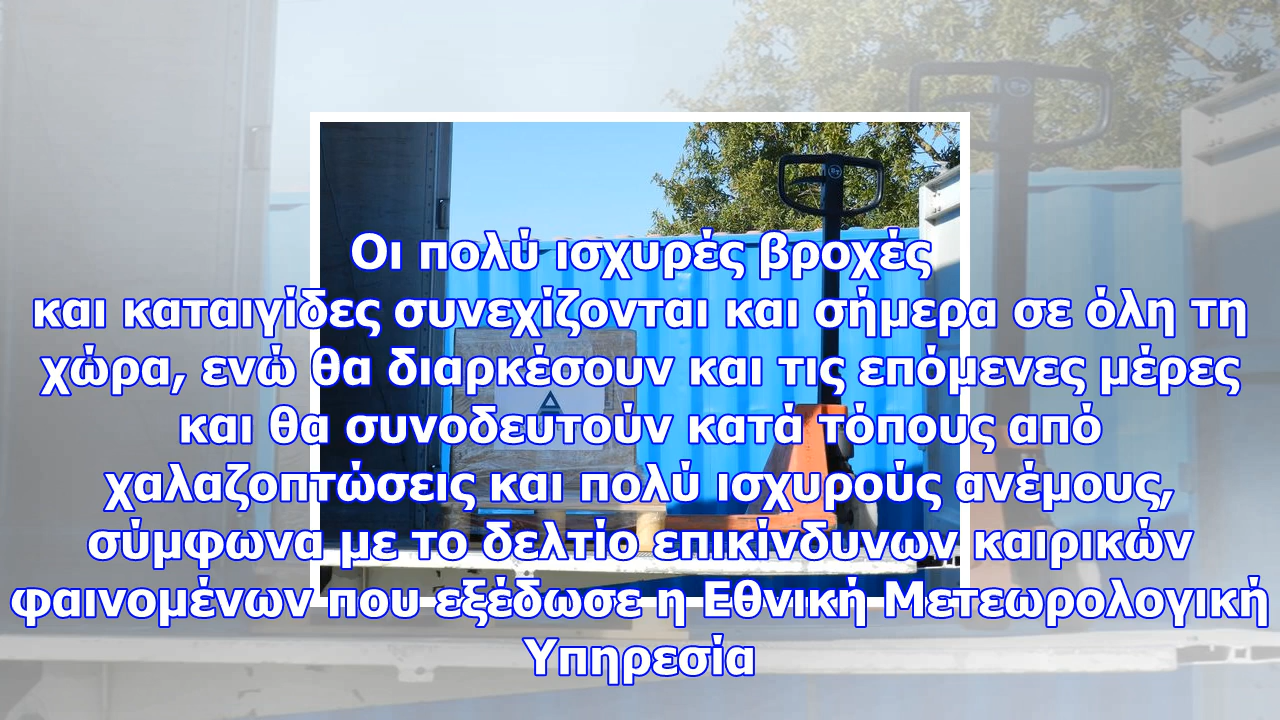 Οι πολύ ισχυρές βροχές
και καταιγίδες συνεχίζονται και σήμερα σε όλη τη
χώρα, ενώ θα διαρκέσουν και τις επόμενες μέρες
και θα συνοδευτούν κατά τόπους από
χαλαζοπτώσεις και πολύ ισχυρούς ανέμους,
σύμφωνα με το δελτίο επικίνδυνων καιρικών
φαινομένων που εξέδωσε η Εθνική Μετεωρολογική
Υπηρεσία